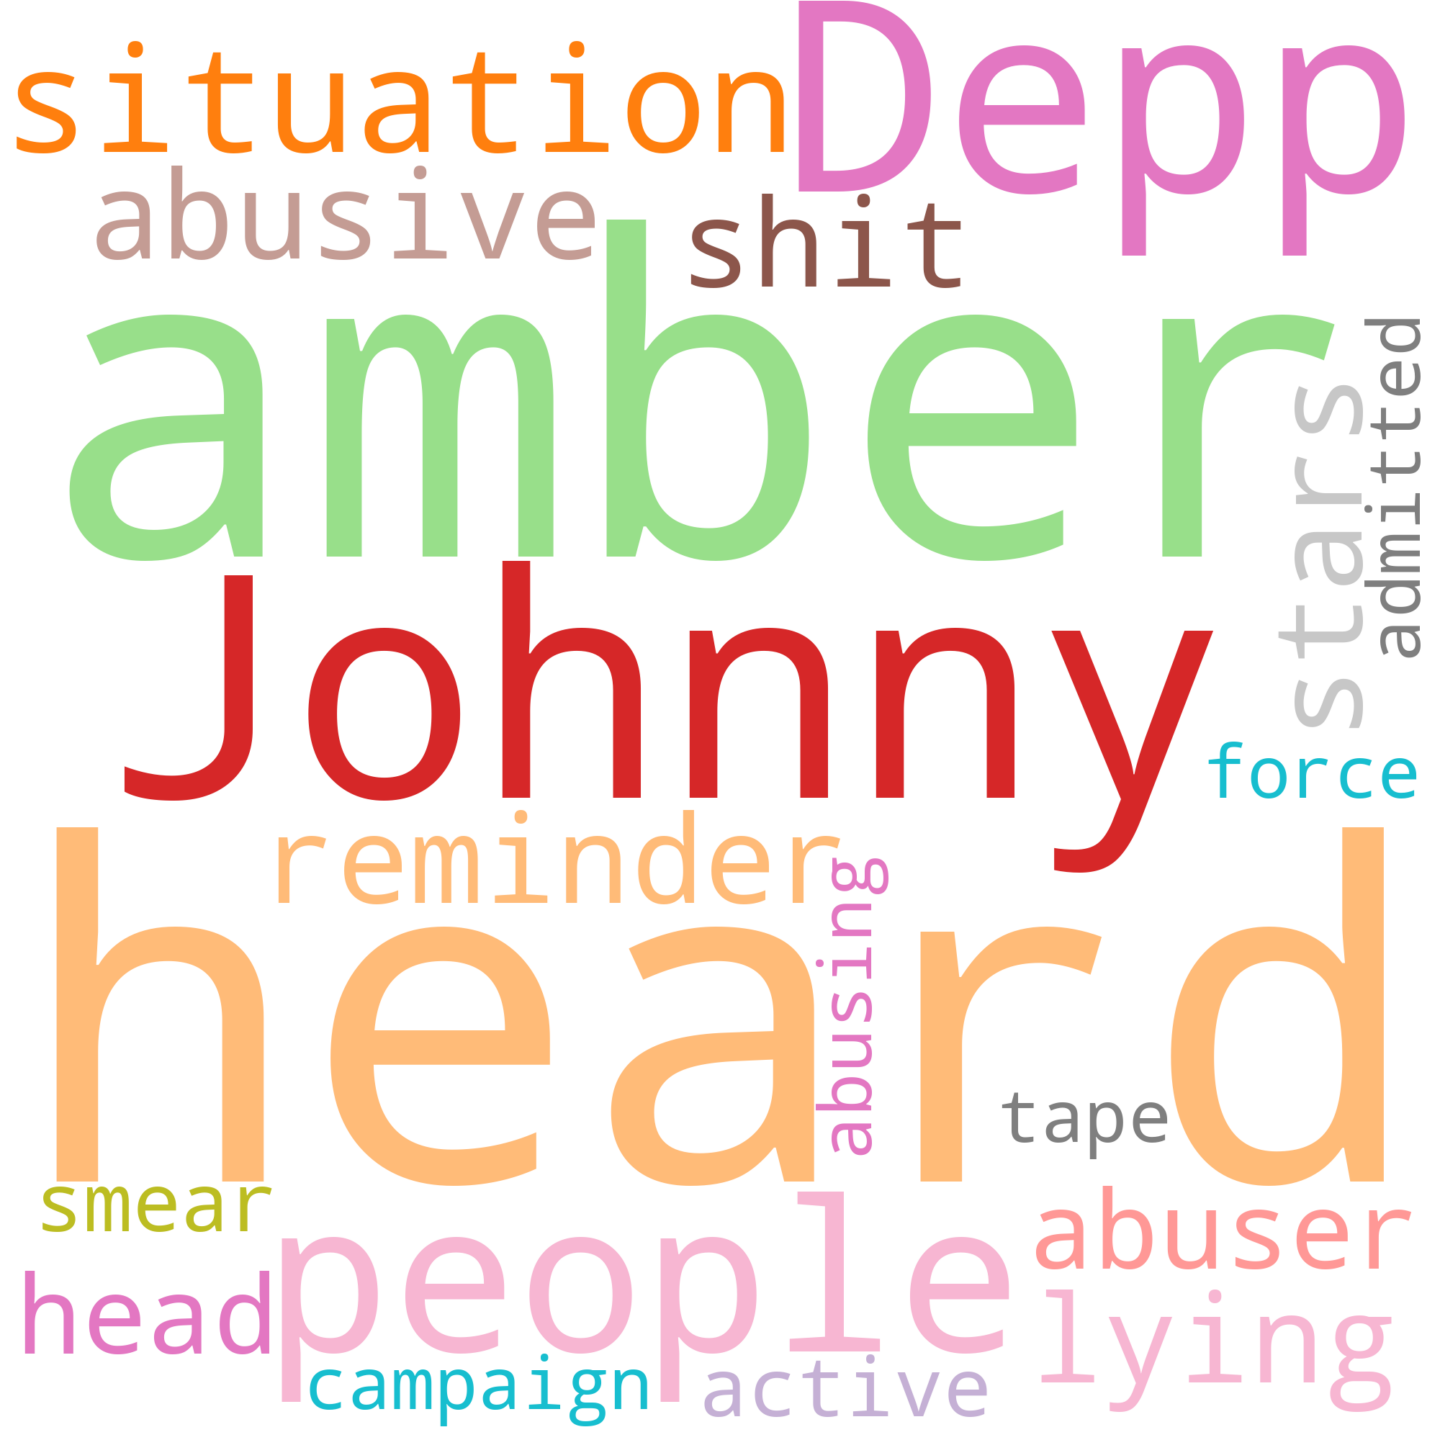 situation
Depp
abusive
shit
amber
admitted
stars
Johnny
force
reminder
abusing
heard
tape
smear
people
abuser
head
lying
campaign
active